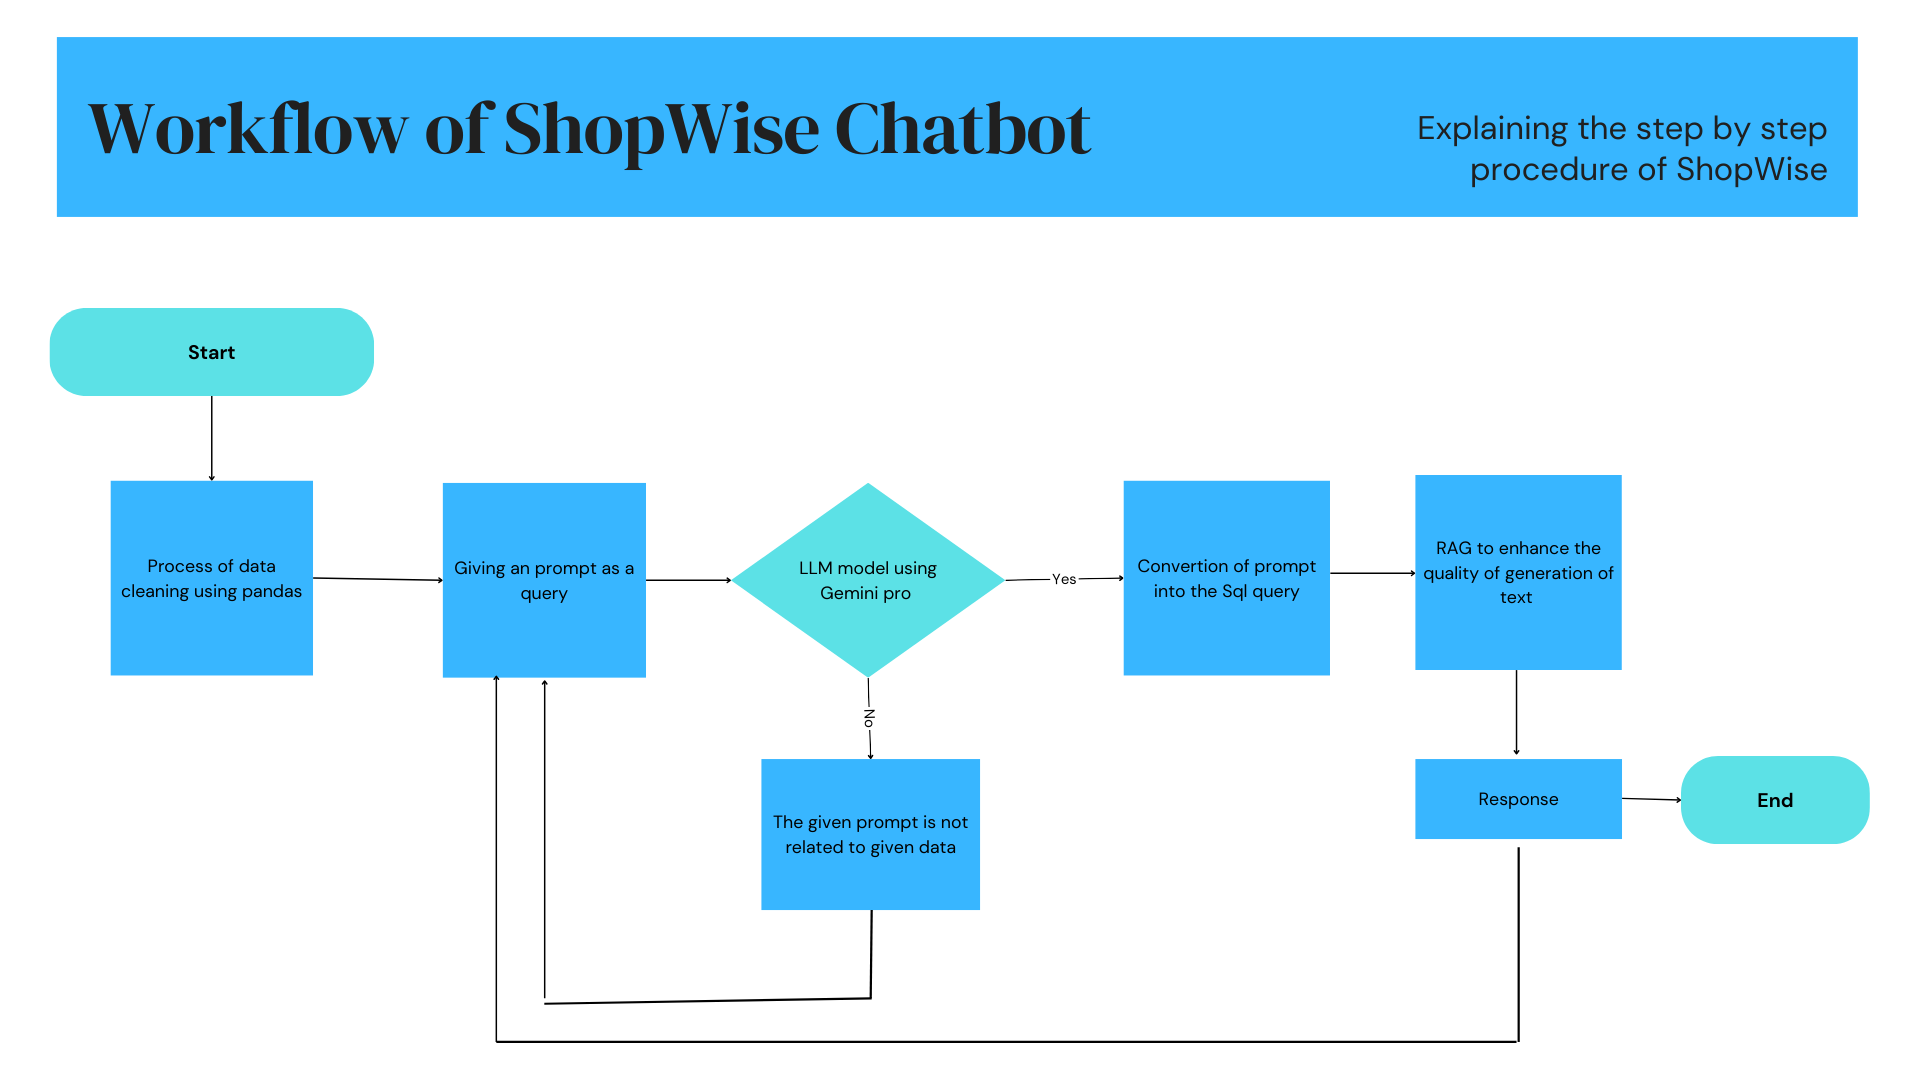 Workflow of ShopWise Chatbot
Explaining the step by step
procedure of ShopWise
Start
Process of data
cleaning using pandas
Giving an prompt as a
query
LLM model using
Gemini pro
Yes
Convertion of prompt
into the Sql query
RAG to enhance the
quality of generation of
text
No
The given prompt is not
related to given data
Response
End